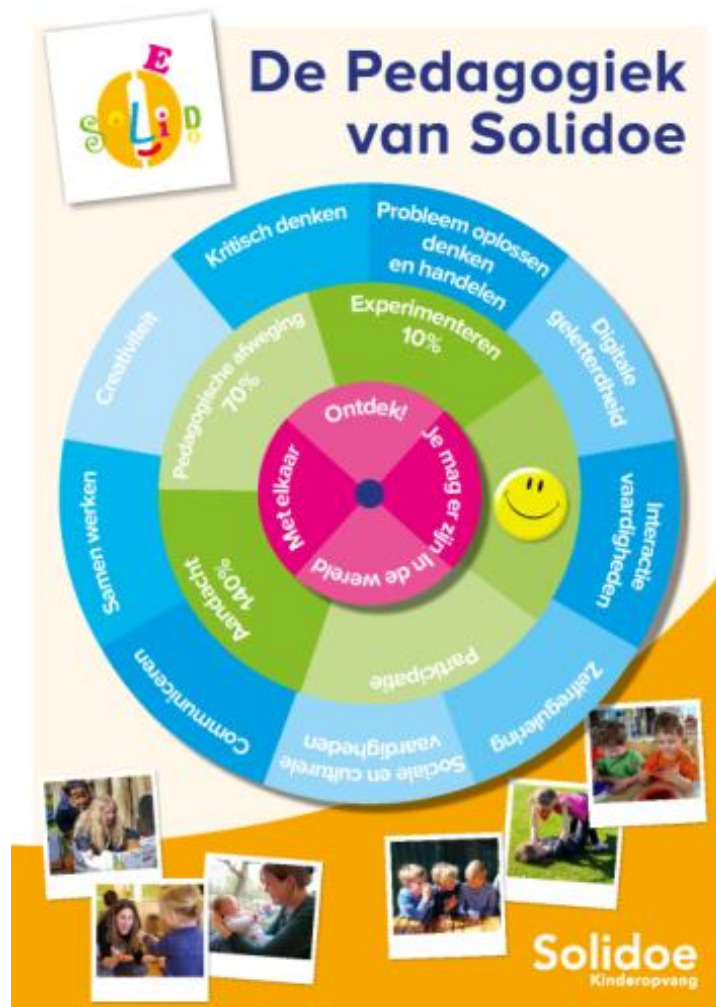 SoLiDoE
De Pedagogiek
van Solidoe
Kritisch denken
Probleem oplossen
denken
en handelen
Digitale
geletterdheid
Interactie
vaardigheden
Zelfregulering
Sociale en culturele
vaardigheden
Communiceren
Samen werken
Creativiteit
Pedagogische afweging
70%
Experimenteren
10%
Participatie
Aandacht
140%
Ontdek!
Je mag er zijn
In de wereld
Met elkaar
Solidoe
Kinderopvang